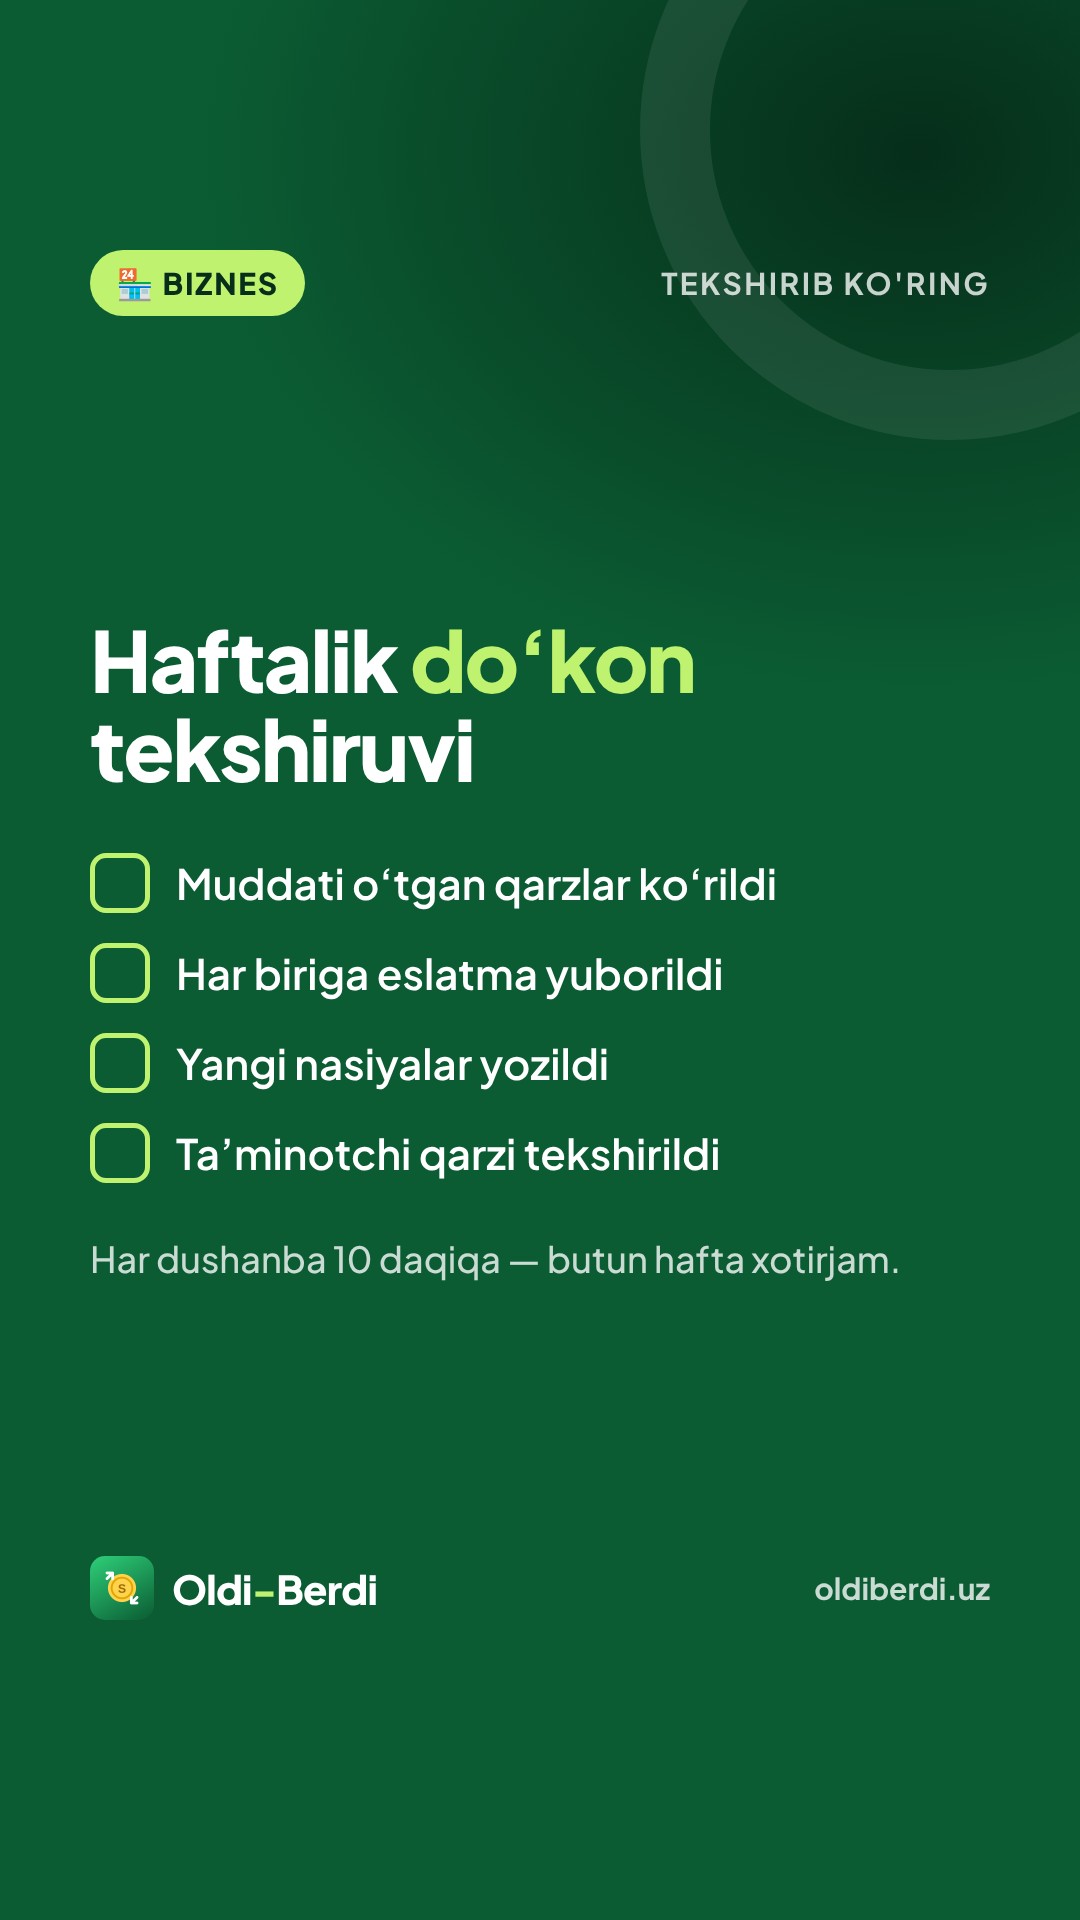 BIZNES
TEKSHIRIB KO'RING
Haftalik do‘kon
tekshiruvi
Muddati o‘tgan qarzlar ko‘rildi
Har biriga eslatma yuborildi
Yangi nasiyalar yozildi
Ta’minotchi qarzi tekshirildi
Har dushanba 10 daqiqa — butun hafta xotirjam.
Oldi-Berdi
oldiberdi.uz